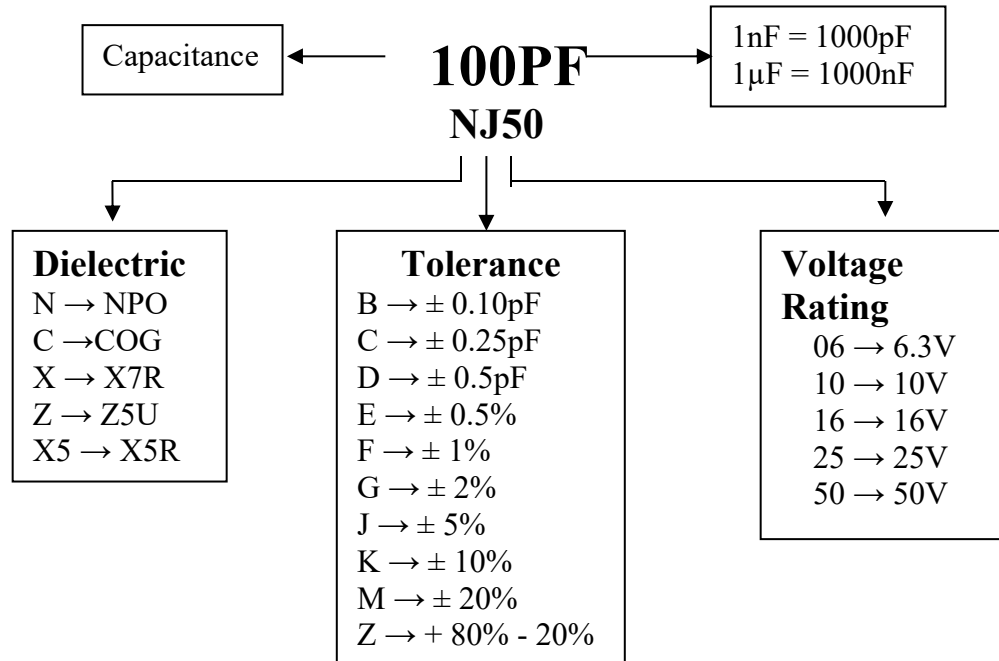 Capacitance
100PF
1nF = 1000pF
1µF = 1000nF
NJ50
Dielectric
N → NPO
C →COG
X → X7R
Z → Z5U
X5 → X5R
Tolerance
B → ± 0.10pF
C → ± 0.25pF
D → ± 0.5pF
E → ± 0.5%
F → ± 1%
G → ± 2%
J → ± 5%
K → ± 10%
M → ± 20%
Z → + 80% - 20%
Voltage
Rating
06 → 6.3V
10 → 10V
16 → 16V
25 → 25V
50 → 50V